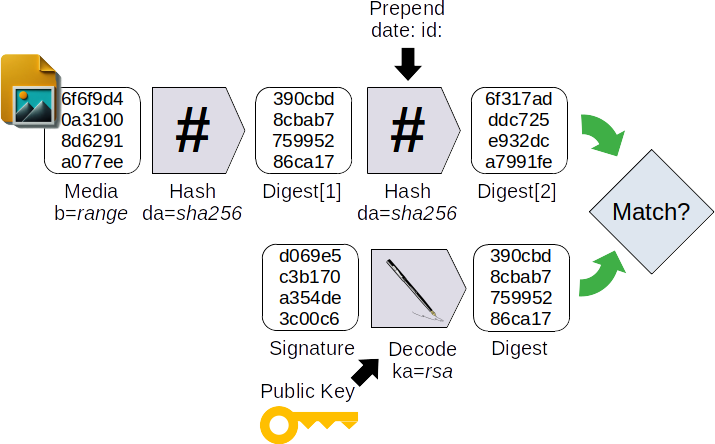 Prepend
date: id:
6f6f9d4
0a3100
8d6291
a077ee
#
390cbd
8cbab7
759952
86ca17
#
6f317ad
ddc725
e932dc
a7991fe
Media
b=range
Hash
da=sha256
Digest[1]
Hash
da=sha256
Digest[2]
Match?
d069e5
c3b170
a354de
3c00c6
390cbd
8cbab7
759952
86ca17
Signature
Decode
ka=rsa
Digest
Public Key